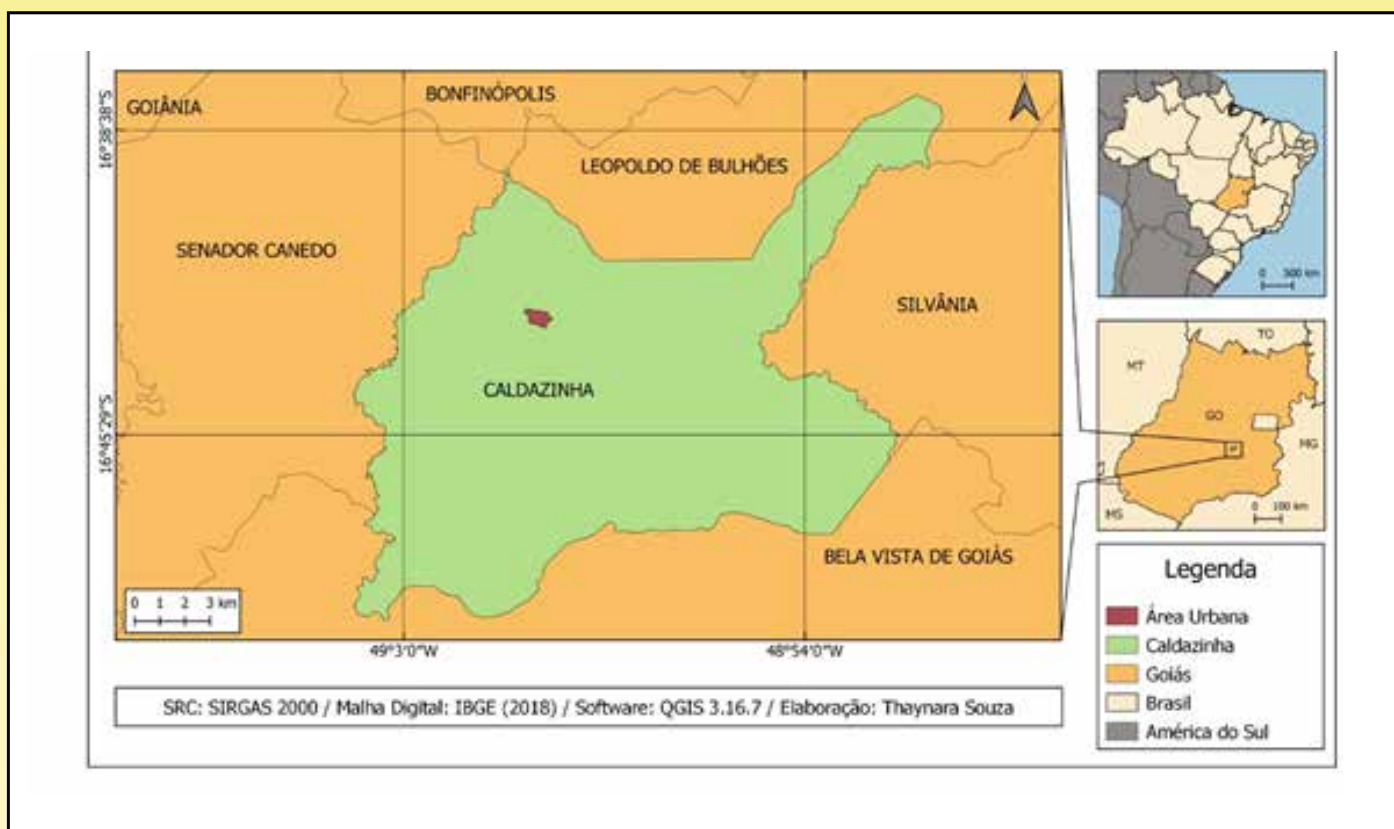 GOIÂNIA
BONFINÓPOLIS
LEOPOLDO DE BULHÕES
SENADOR CANEDO
SILVÂNIA
CALDAZINHA
BELA VISTA DE GOIÁS
16°38'38"S
16°45'29"S
49°3'0"W
48°54'0"W
0 1 2 3 km
0 500 km
TO
MT
GO
MG
MS
0 100 km
Legenda
Área Urbana
Caldazinha
Goiás
Brasil
América do Sul
SRC: SIRGAS 2000 / Malha Digital: IBGE (2018) / Software: QGIS 3.16.7 / Elaboração: Thaynara Souza